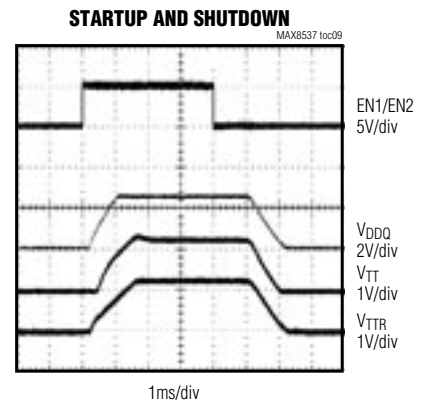 STARTUP AND SHUTDOWN
MAX8537 toc09
EN1/EN2
5V/div
VDDQ
2V/div
VTT
1V/div
VTTR
1V/div
1ms/div